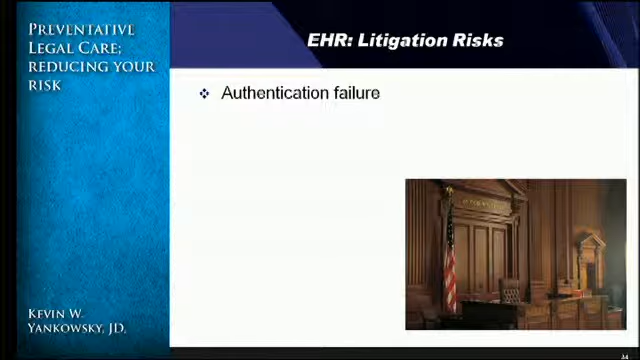 PREVENTATIVE
LEGAL CARE;
REDUCING YOUR
RISK
EHR: Litigation Risks
Authentication failure
KEVIN W.
YANKOWSKY, JD,